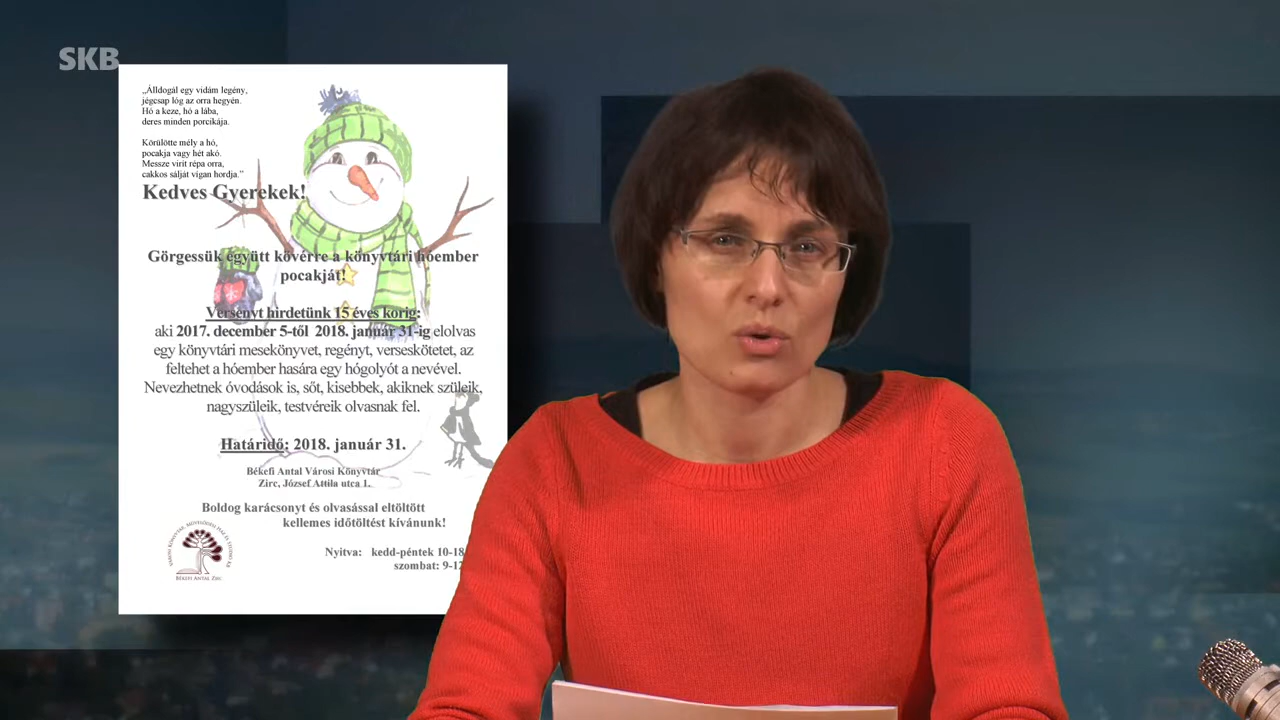 SKB
„Álldogál egy vidám legény,
jégcsap lóg az orra hegyén.
Hó a keze, hó a lába,
deres minden porcikája.
Körülötte mély a hó,
pocakja vagy hét akó.
Messze virít répa orra,
cakkos sálját vígan hordja.”
Kedves Gyerekek!
Görgessük együtt kövérre a könyvtári hóember
pocakját!
Versenyt hirdetünk 15 éves korig:
aki 2017. december 5-től 2018. január 31-ig elolvas
egy könyvtári mesekönyvet, regényt, verseskötetet, az
feltehet a hóember hasára egy hógolyót a nevével.
Nevezhetnek óvodások is, sőt, kisebbek, akiknek szüleik,
nagyszüleik, testvéreik olvasnak fel.
Határidő: 2018. január 31.
Békefi Antal Városi Könyvtár
Zirc, József Attila utca 1.
Boldog karácsonyt és olvasással eltöltött
kellemes időtöltést kívánunk!
BÉKEFI ANTAL ZIRC
Nyitva: kedd-péntek 10-18
szombat: 9-12